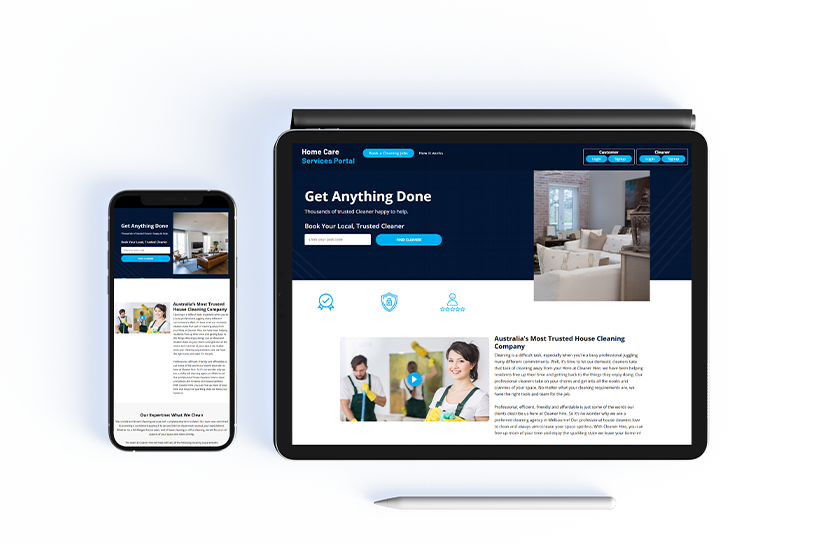 Home Care
Services Portal
Book a Cleaning Jobs
How it works
Customer
Login
Signup
Cleaner
Login
Signup
Get Anything Done
Thousands of trusted Cleaner happy to help.
Book Your Local, Trusted Cleaner
Enter your post code
FIND CLEANER
Australia's Most Trusted House Cleaning
Company
Cleaning is a difficult task, especially when you're a busy professional juggling
many different commitments. Well, it's time to let our domestic cleaners take
that task of cleaning away from you! Here at Cleaner Hire, we have been helping
residents free up their time and getting back to the things they enjoy doing. Our
professional cleaners take on your chores and get into all the nooks and
crannies of your space. No matter what your cleaning requirements are, we
have the right tools and team for the job.
Professional, efficient, friendly and affordable is just some of the words our
clients describe us here at Cleaner Hire. So it's no wonder why we are a
preferred cleaning agency in Melbourne! Our professional house cleaners love
to clean and always aim to leave your space spotless. With Cleaner Hire, you can
free up more of your time and enjoy the sparkling state we leave your home in!
Get Anything Done
Thousands of trusted Cleaner happy to help.
Book Your Local, Trusted Cleaner
FIND CLEANER
Australia's Most Trusted
House Cleaning Company
Our Expertise: What We Clean